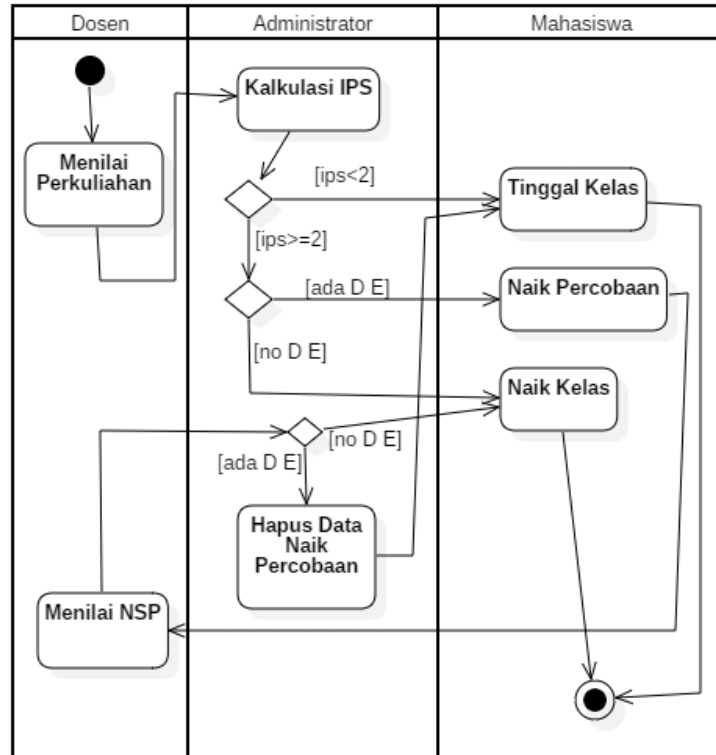 Dosen
Administrator
Mahasiswa
Kalkulasi IPS
Menilai
Perkuliahan
[ips<2]
Tinggal Kelas
[ips>=2]
[ada D E]
Naik Percobaan
[no D E]
Naik Kelas
[no D E]
[ada D E]
Hapus Data
Naik
Percobaan
Menilai NSP